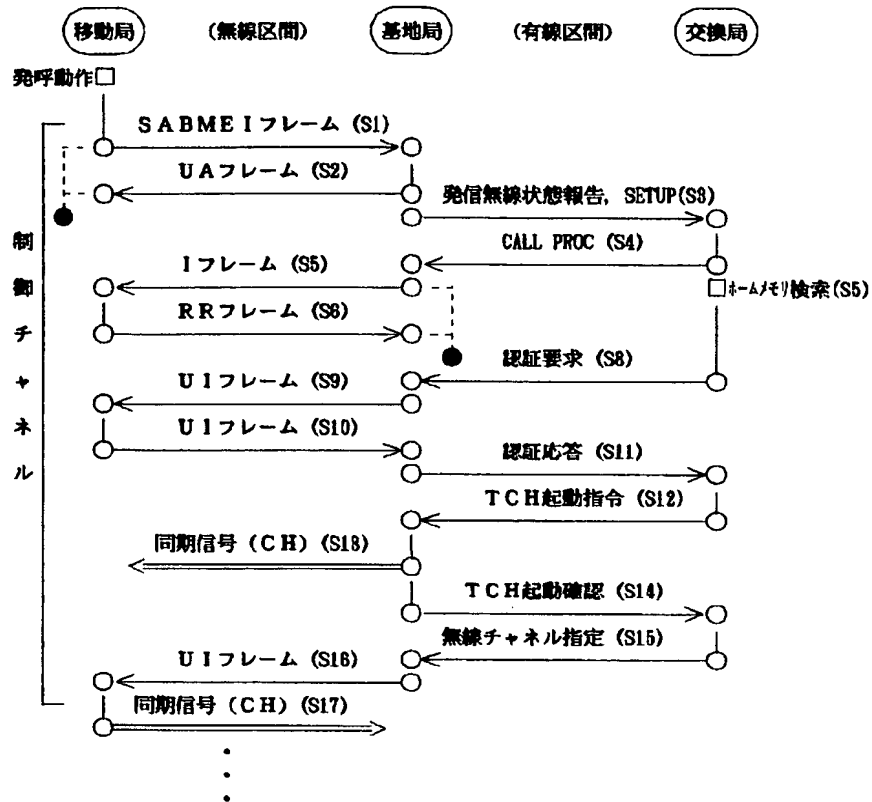 移動局 (無線区間) 基地局 (有線区間) 交換局
発呼動作
SABMEIフレーム (S1)
UAフレーム (S2)
発信無線状態報告, SETUP(S3)
CALL PROC (S4)
Iフレーム (S5)
ホームメモリ検索(S5)
RRフレーム (S6)
認証要求 (S8)
UIフレーム (S9)
UIフレーム (S10)
認証応答 (S11)
TCH起動指令 (S12)
同期信号 (CH) (S13)
TCH起動確認 (S14)
無線チャネル指定 (S15)
UIフレーム (S16)
同期信号 (CH) (S17)
制御チャネル